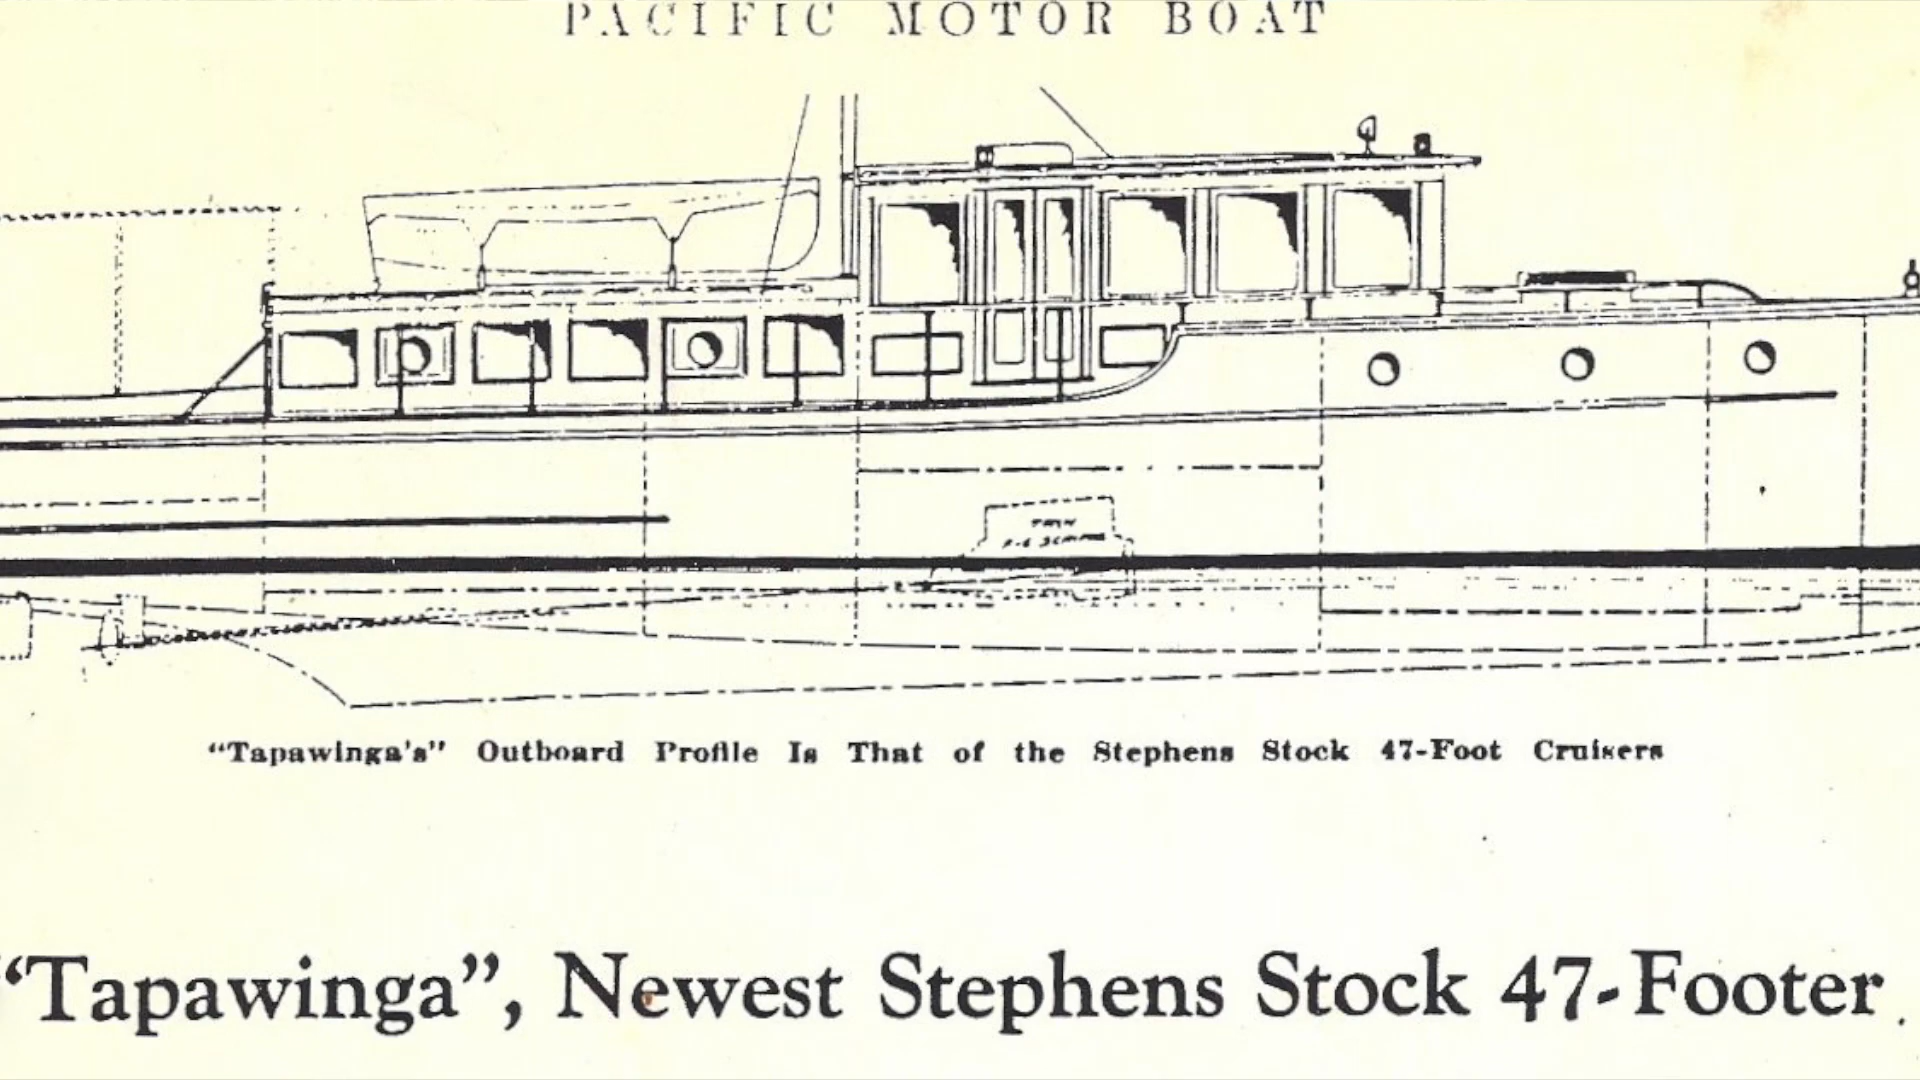 PACIFIC MOTOR BOAT
TWIN
"Tapawinga's" Outboard Profile Is That of the Stephens Stock 47-Foot Cruisers
"Tapawinga", Newest Stephens Stock 47-Footer